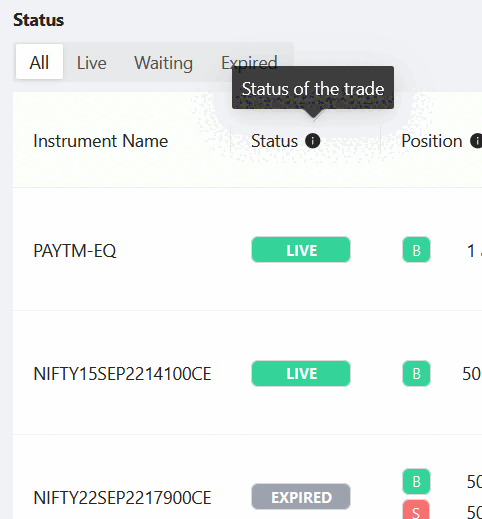 Status
All Live Waiting Expired
Status of the trade
Instrument Name Status Position
PAYTM-EQ LIVE B 1
NIFTY15SEP2214100CE LIVE B 50
B 50
NIFTY22SEP2217900CE EXPIRED
S 50